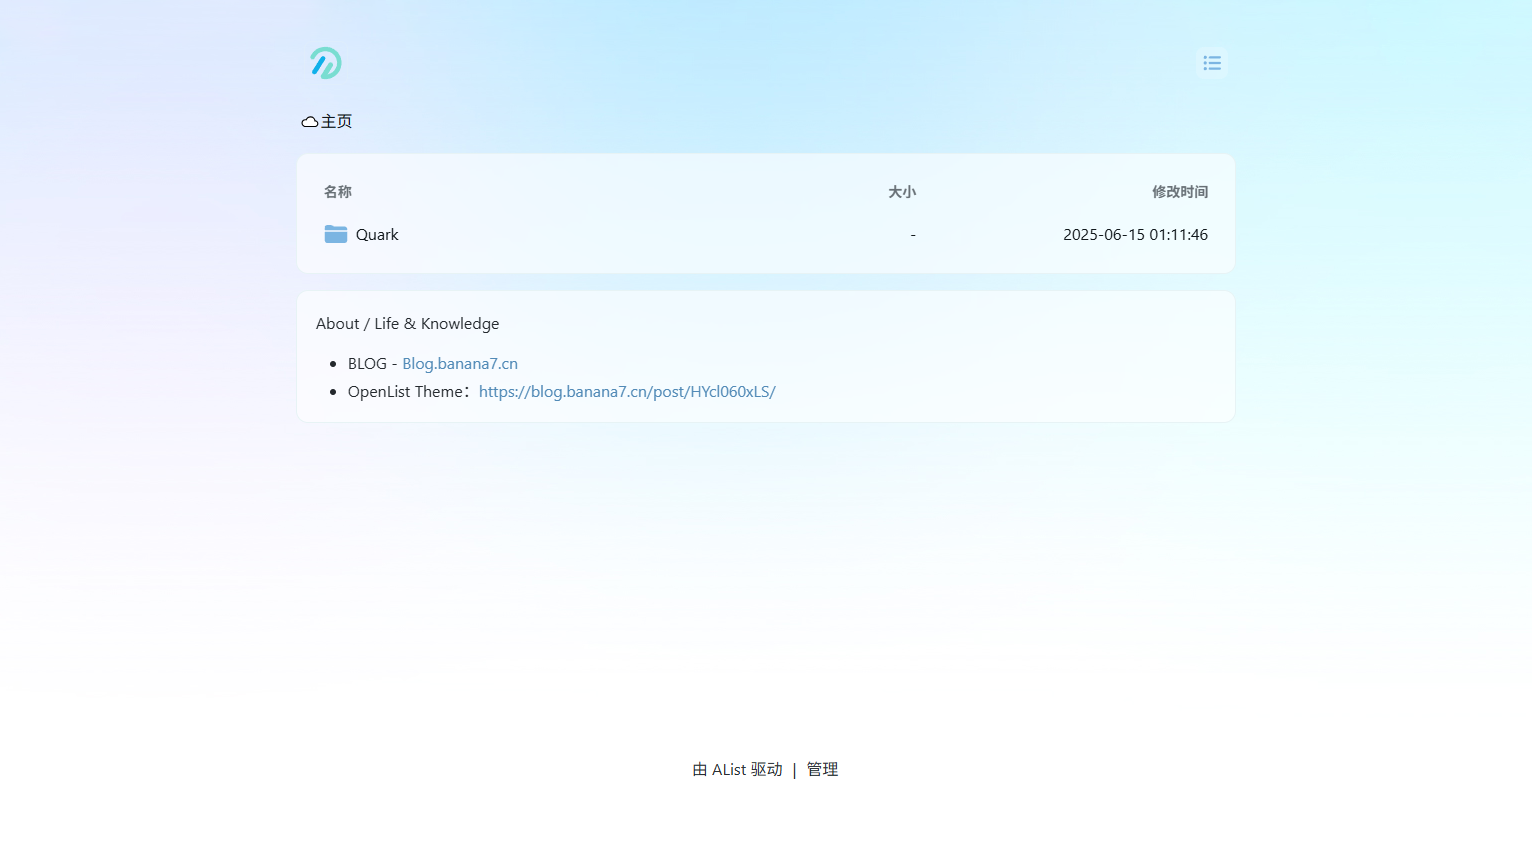 主页
名称 大小 修改时间
Quark - 2025-06-15 01:11:46
About / Life & Knowledge
BLOG - Blog.banana7.cn
OpenList Theme：https://blog.banana7.cn/post/HYcl060xLS/
由 AList 驱动 | 管理